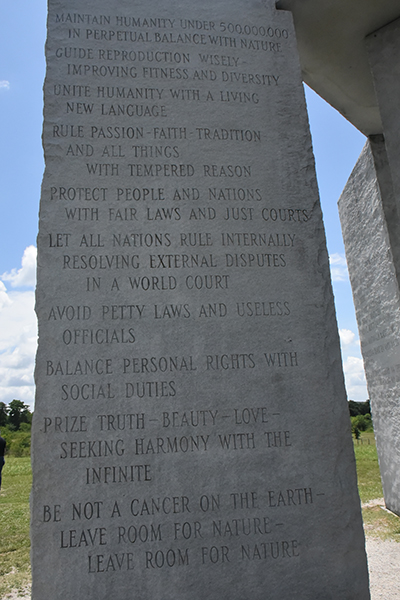 MAINTAIN HUMANITY UNDER 500,000,000
IN PERPETUAL BALANCE WITH NATURE
GUIDE REPRODUCTION WISELY-
IMPROVING FITNESS AND DIVERSITY
UNITE HUMANITY WITH A LIVING
NEW LANGUAGE
RULE PASSION-FAITH-TRADITION
AND ALL THINGS
WITH TEMPERED REASON
PROTECT PEOPLE AND NATIONS
WITH FAIR LAWS AND JUST COURTS
LET ALL NATIONS RULE INTERNALLY
RESOLVING EXTERNAL DISPUTES
IN A WORLD COURT
AVOID PETTY LAWS AND USELESS
OFFICIALS
BALANCE PERSONAL RIGHTS WITH
SOCIAL DUTIES
PRIZE TRUTH-BEAUTY-LOVE-
SEEKING HARMONY WITH THE
INFINITE
BE NOT A CANCER ON THE EARTH-
LEAVE ROOM FOR NATURE-
LEAVE ROOM FOR NATURE